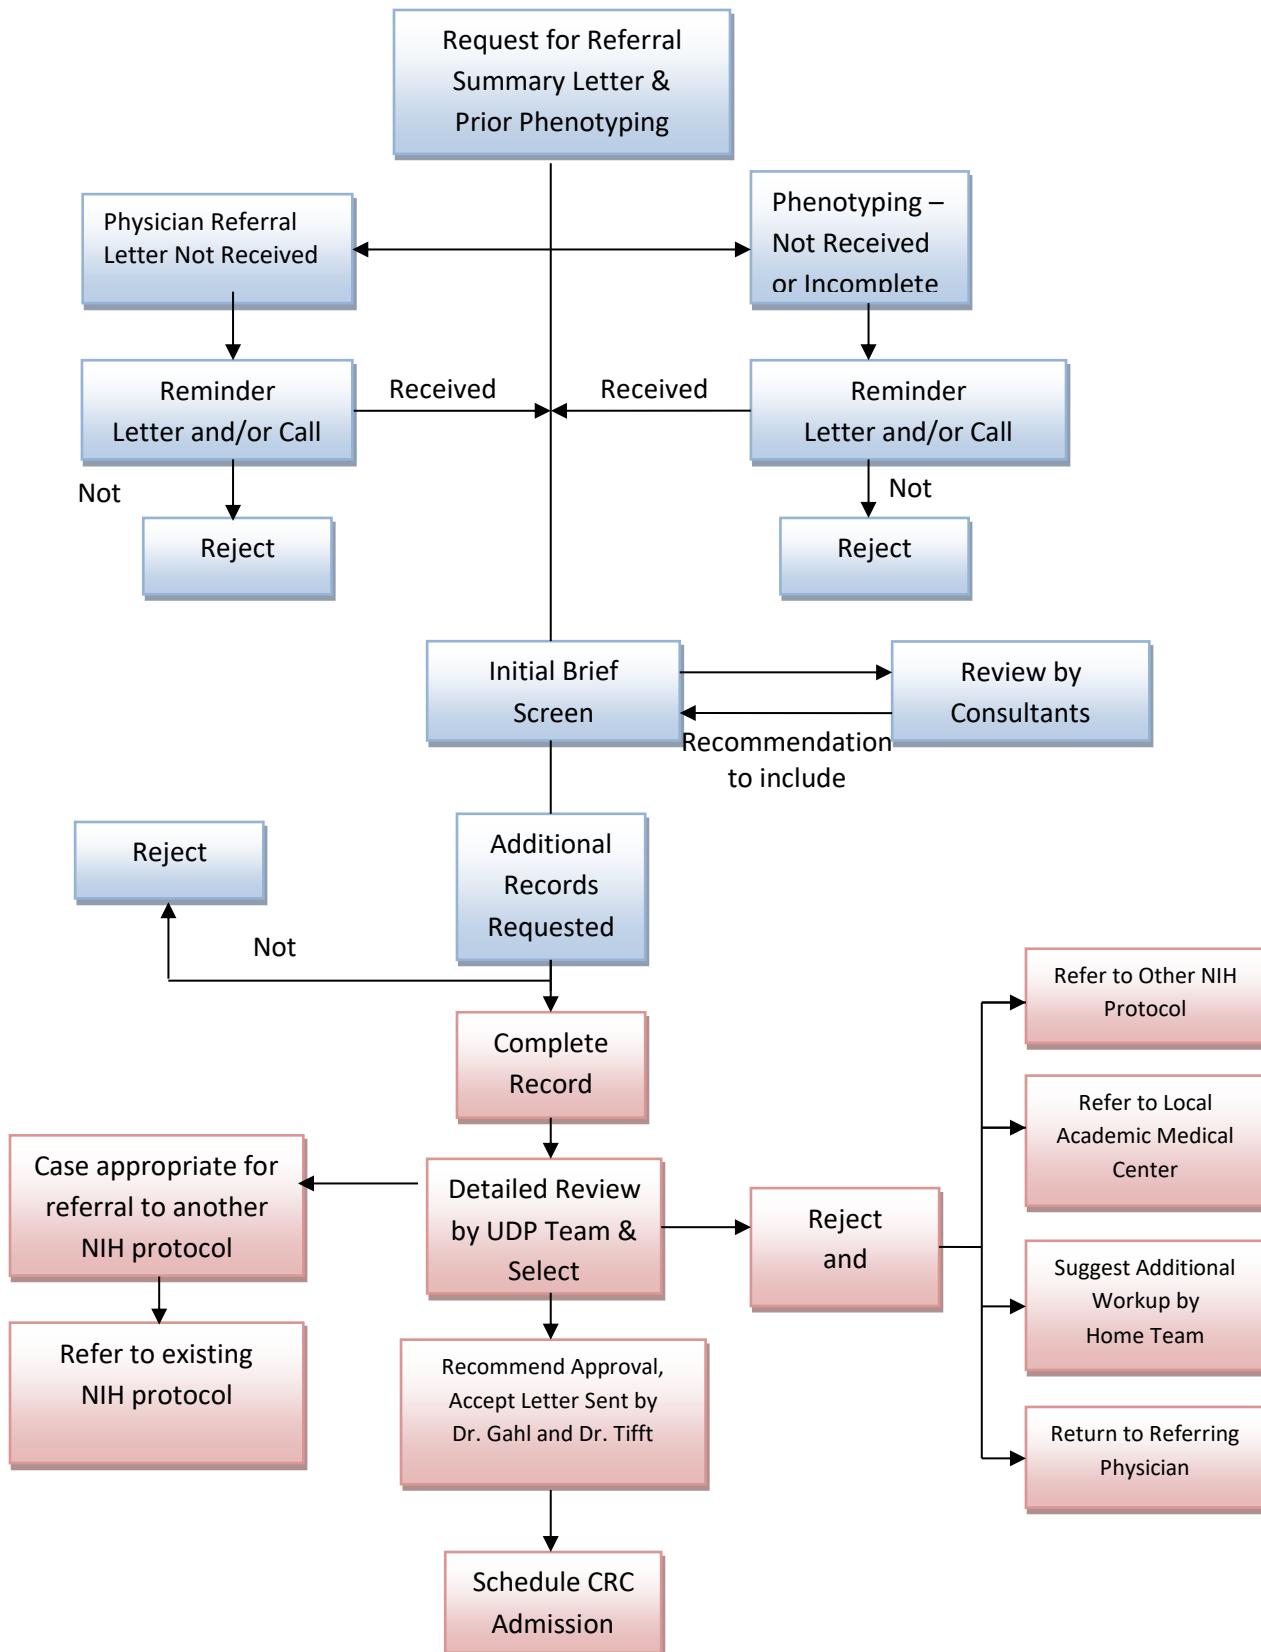 Request for Referral
Summary Letter &
Prior Phenotyping
Physician Referral
Letter Not Received
Phenotyping –
Not Received
or Incomplete
Reminder
Letter and/or Call
Received
Received
Reminder
Letter and/or Call
Not
Not
Reject
Reject
Initial Brief
Screen
Review by
Consultants
Recommendation
to include
Reject
Additional
Records
Requested
Not
Complete
Record
Refer to Other NIH
Protocol
Refer to Local
Academic Medical
Center
Case appropriate for
referral to another
NIH protocol
Detailed Review
by UDP Team &
Select
Reject
and
Suggest Additional
Workup by
Home Team
Refer to existing
NIH protocol
Recommend Approval,
Accept Letter Sent by
Dr. Gahl and Dr. Tifft
Return to Referring
Physician
Schedule CRC
Admission